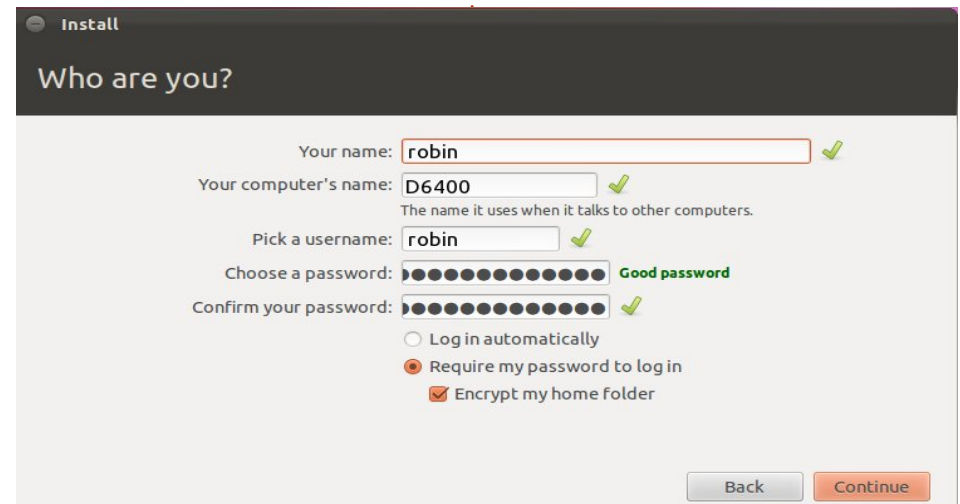 Install
Who are you?
Your name: robin
Your computer's name: D6400
The name it uses when it talks to other computers.
Pick a username: robin
Choose a password: ●●●●●●●●●●●●● Good password
Confirm your password: ●●●●●●●●●●●●●
Log in automatically
Require my password to log in
Encrypt my home folder
Back Continue